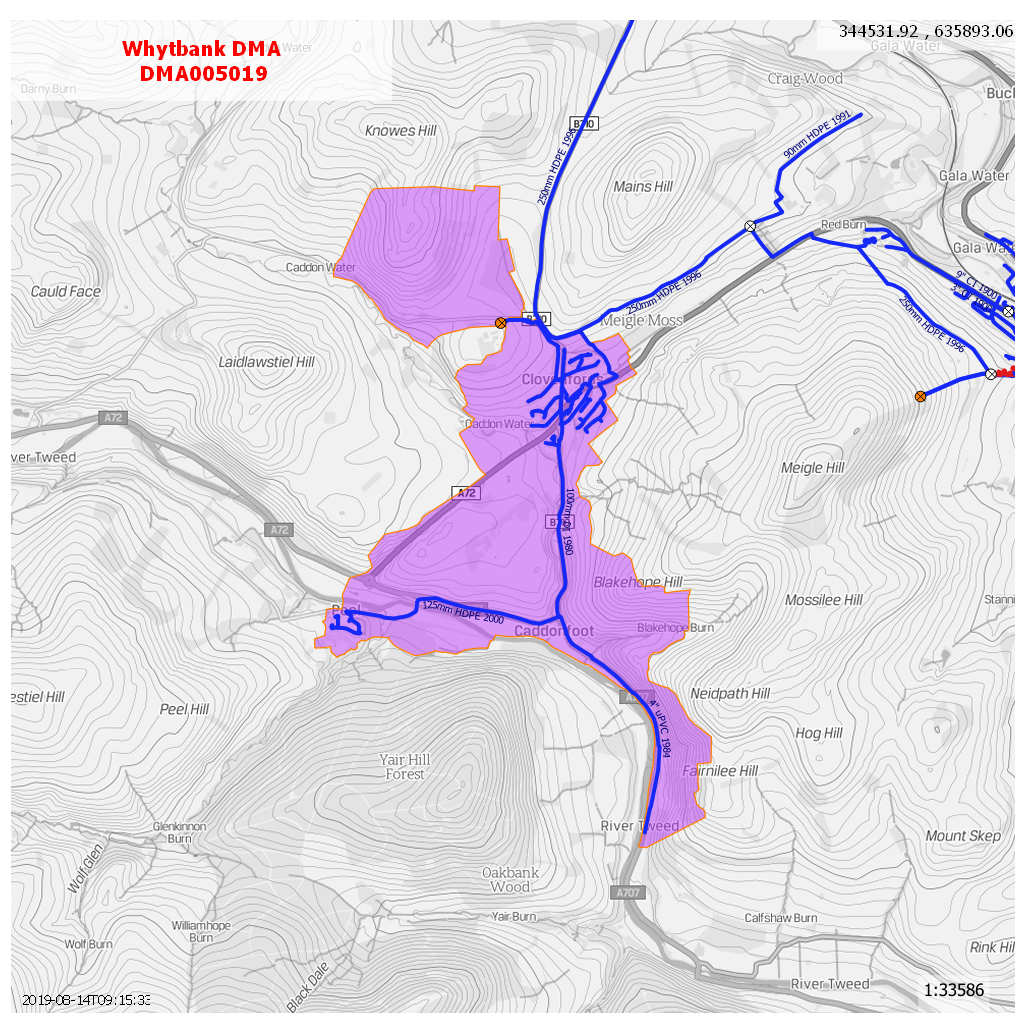 Whytbank DMA
DMA005019
344531.92 , 635893.06
Water
Gala Water
Darny Burn
Craig Wood
Buck
B710
Knowes Hill
250mm HDPE 1996
90mm HDPE 1991
Mains Hill
Gala Water
Red Burn
Gala Wa
Caddon Water
Cauld Face
250mm HDPE 1996
9" CT 1900
250mm HDPE 1996
Meigle Moss
Laidlawstiel Hill
Clovenfords
A72
Caddon Water
ver Tweed
Meigle Hill
A72
100mm DI 1980
A72
Blakehope Hill
Peel
125mm HDPE 2000
Mossilee Hill
Stanni
Caddonfoot
Blakehope Burn
estiel Hill
Peel Hill
Neidpath Hill
4" uPVC 1984
Hog Hill
Yair Hill
Forest
Fairnilee Hill
Glenkinnon
Burn
River Tweed
Mount Skep
Wolf Glen
Oakbank
Wood
A707
Williamhope
Burn
Yair Burn
Calfshaw Burn
Wolf Burn
Rink Hil
Black Dale
River Tweed
1:33586
2019-08-14T09:15:33